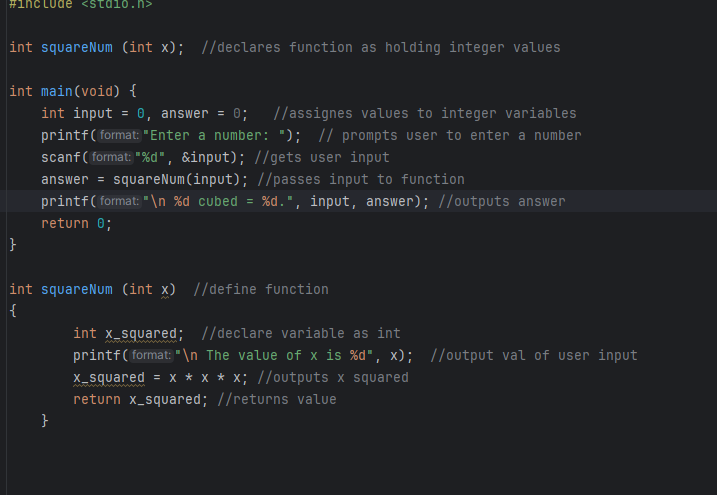 #include <stdio.h>
int squareNum (int x);  //declares function as holding integer values
int main(void) {
    int input = 0, answer = 0;   //assignes values to integer variables
    printf(format: "Enter a number: ");  // prompts user to enter a number
    scanf(format: "%d", &input); //gets user input
    answer = squareNum(input); //passes input to function
    printf(format: "\n %d cubed = %d.", input, answer); //outputs answer
    return 0;
}
int squareNum (int x)  //define function
{
        int x_squared;  //declare variable as int
        printf(format: "\n The value of x is %d", x);  //output val of user input
        x_squared = x * x * x; //outputs x squared
        return x_squared; //returns value
    }